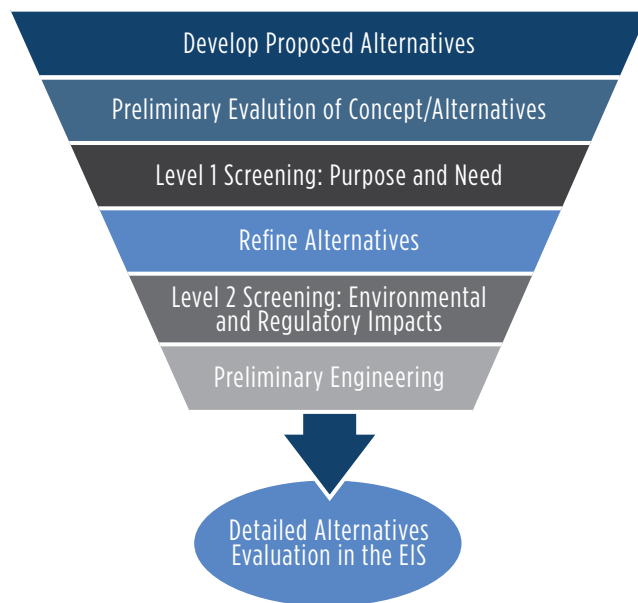 Develop Proposed Alternatives
Preliminary Evalution of Concept/Alternatives
Level 1 Screening: Purpose and Need
Refine Alternatives
Level 2 Screening: Environmental
and Regulatory Impacts
Preliminary Engineering
Detailed Alternatives
Evaluation in the EIS